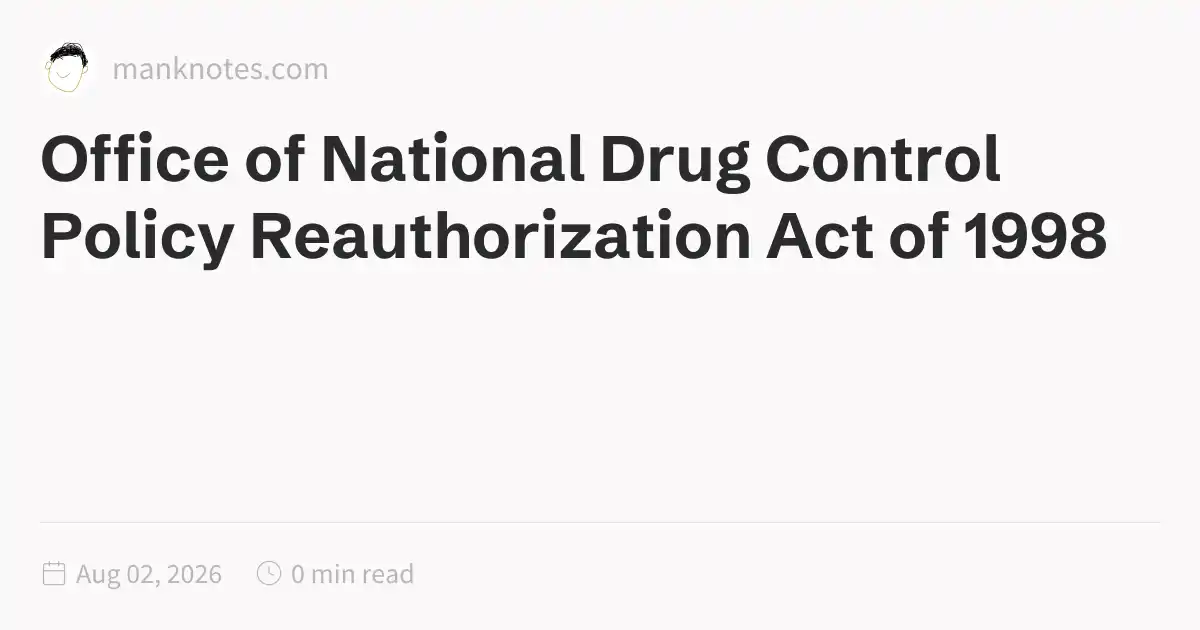 manknotes.com
Office of National Drug Control
Policy Reauthorization Act of 1998
Aug 02, 2026 0 min read